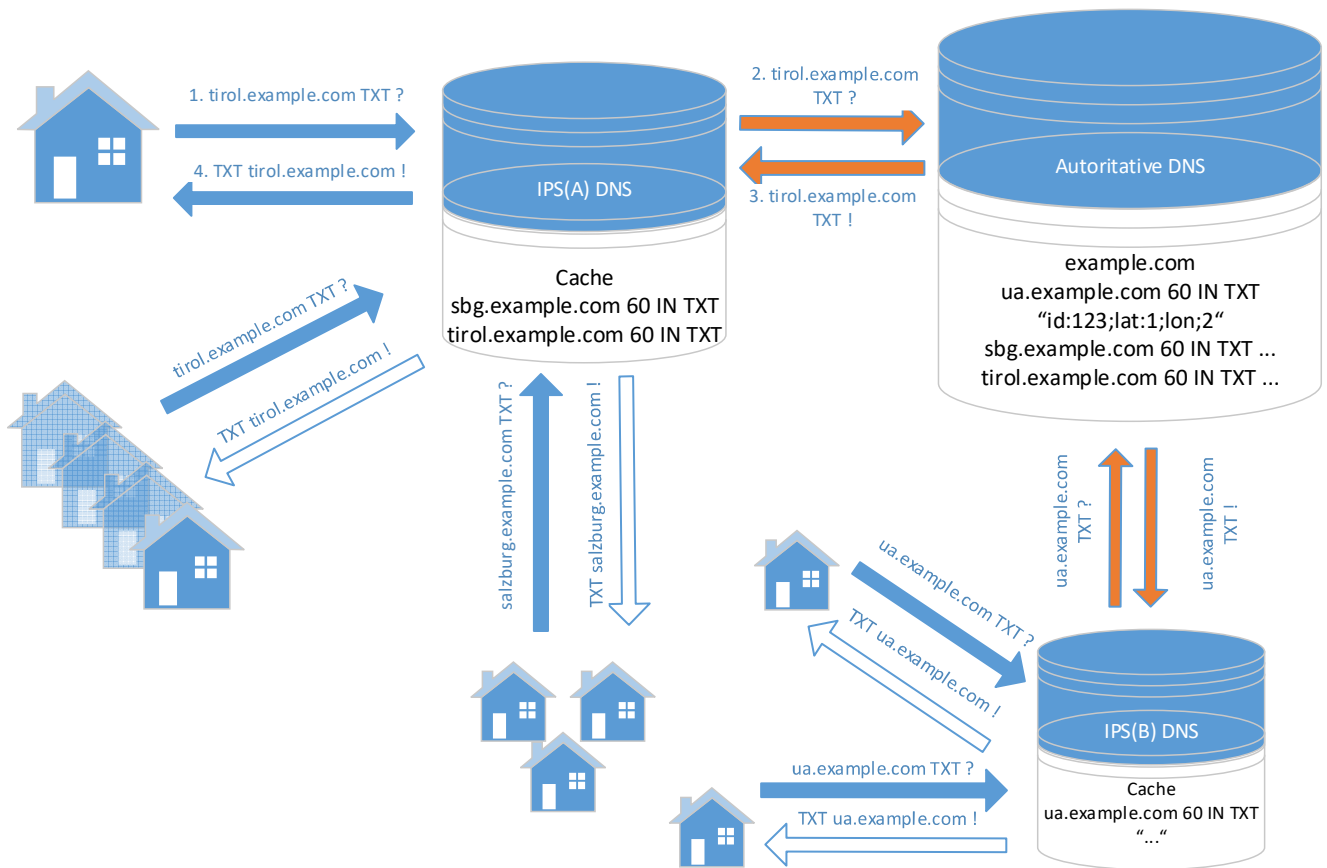 1. tirol.example.com TXT ?
4. TXT tirol.example.com !
IPS(A) DNS
Cache
sbg.example.com 60 IN TXT
tirol.example.com 60 IN TXT
2. tirol.example.com
TXT ?
3. tirol.example.com
TXT !
Autoritative DNS
example.com
ua.example.com 60 IN TXT
“id:123;lat:1;lon;2“
sbg.example.com 60 IN TXT ...
tirol.example.com 60 IN TXT ...
tirol.example.com TXT ?
TXT tirol.example.com !
salzburg.example.com TXT ?
TXT salzburg.example.com !
ua.example.com
TXT ?
ua.example.com
TXT !
ua.example.com TXT ?
TXT ua.example.com !
ua.example.com TXT ?
TXT ua.example.com !
IPS(B) DNS
Cache
ua.example.com 60 IN TXT
“...“